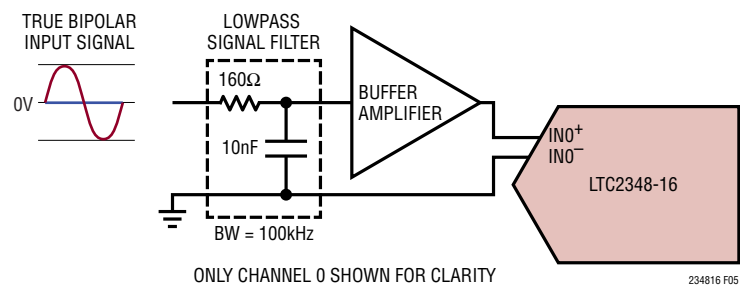 TRUE BIPOLAR
INPUT SIGNAL
LOWPASS
SIGNAL FILTER
0V
160Ω
10nF
BW = 100kHz
BUFFER
AMPLIFIER
IN0+
IN0–
LTC2348-16
ONLY CHANNEL 0 SHOWN FOR CLARITY
234816 F05